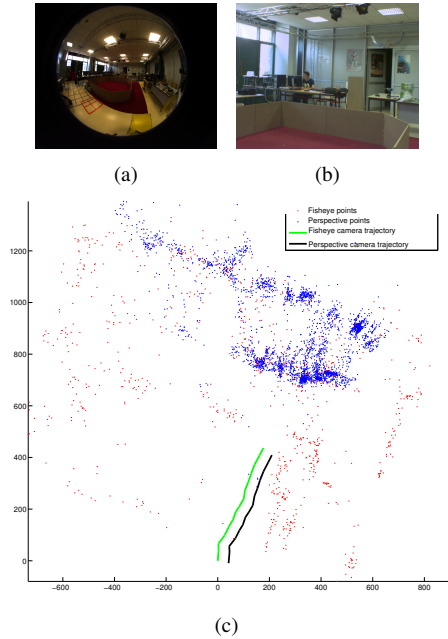 (a)
(b)
Fisheye points
Perspective points
Fisheye camera trajectory
Perspective camera trajectory
1200
1000
800
600
400
200
0
−600
−400
−200
0
200
400
600
800
(c)